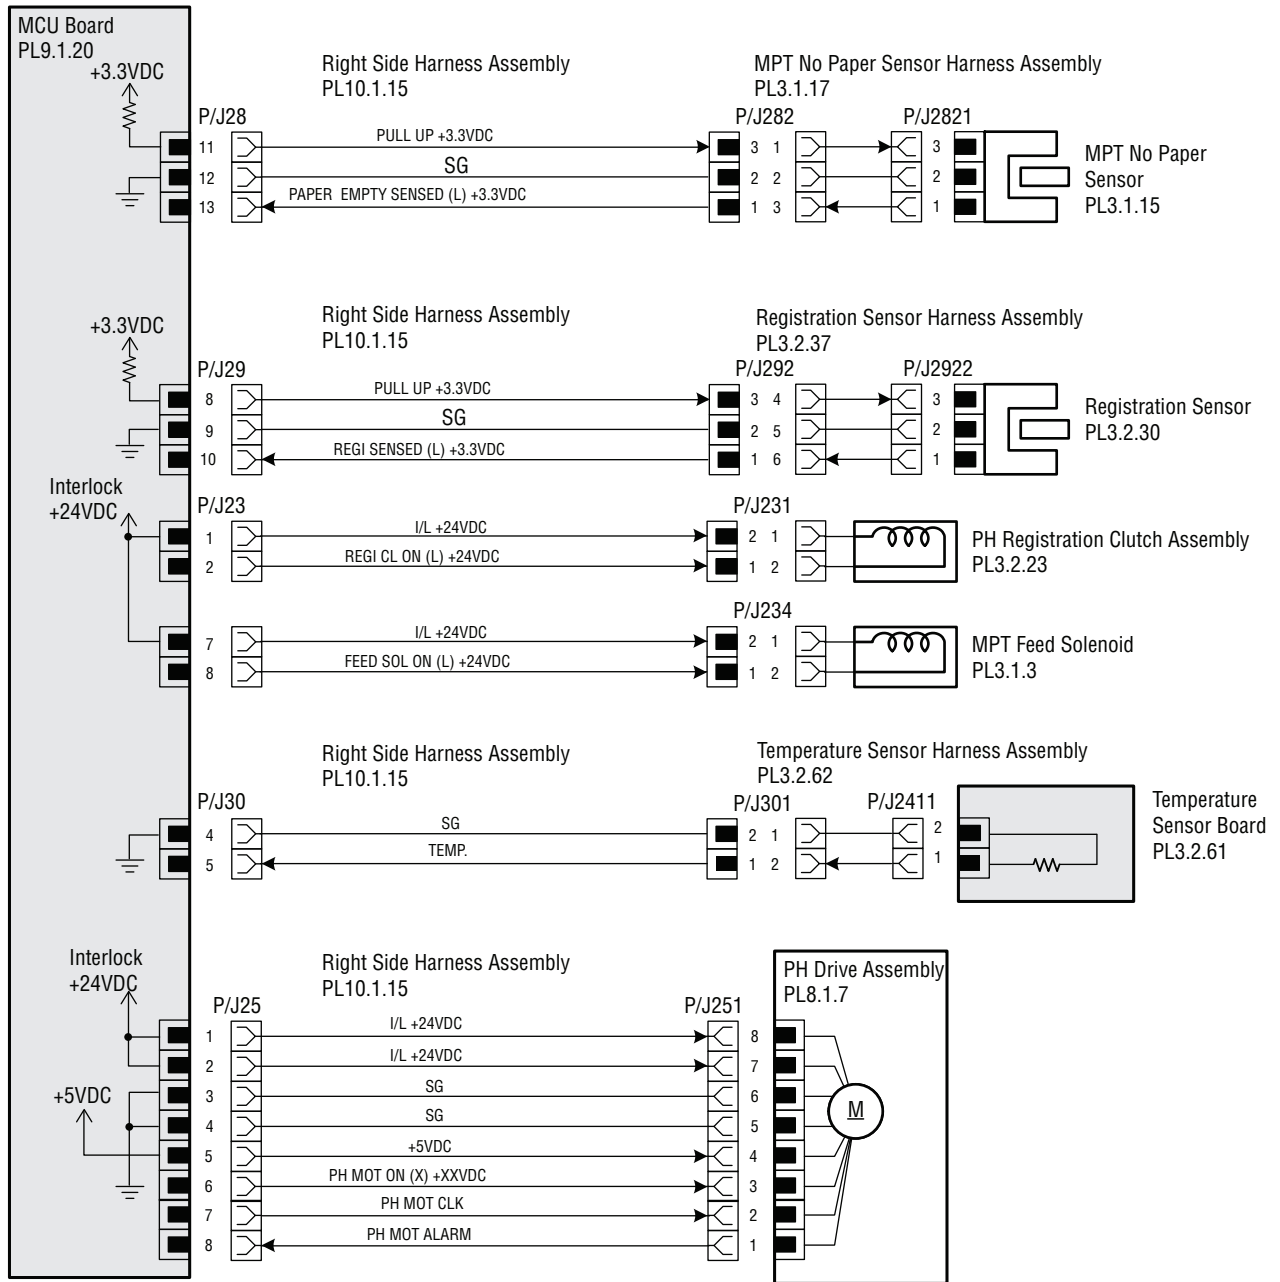 MCU Board
PL9.1.20
+3.3VDC
Right Side Harness Assembly
PL10.1.15
MPT No Paper Sensor Harness Assembly
PL3.1.17
P/J28
P/J282
P/J2821
11 PULL UP +3.3VDC 3 1 3
12 SG 2 2 2
13 PAPER EMPTY SENSED (L) +3.3VDC 1 3 1
MPT No Paper
Sensor
PL3.1.15
+3.3VDC
Right Side Harness Assembly
PL10.1.15
Registration Sensor Harness Assembly
PL3.2.37
P/J29
P/J292
P/J2922
8 PULL UP +3.3VDC 3 4 3
9 SG 2 5 2
10 REGI SENSED (L) +3.3VDC 1 6 1
Registration Sensor
PL3.2.30
Interlock
+24VDC
P/J23
P/J231
1 I/L +24VDC 2 1
2 REGI CL ON (L) +24VDC 1 2
PH Registration Clutch Assembly
PL3.2.23
P/J234
7 I/L +24VDC 2 1
8 FEED SOL ON (L) +24VDC 1 2
MPT Feed Solenoid
PL3.1.3
Right Side Harness Assembly
PL10.1.15
Temperature Sensor Harness Assembly
PL3.2.62
P/J30
P/J301
P/J2411
4 SG 2 1 2
5 TEMP. 1 2 1
Temperature
Sensor Board
PL3.2.61
Interlock
+24VDC
Right Side Harness Assembly
PL10.1.15
PH Drive Assembly
PL8.1.7
P/J25
P/J251
1 I/L +24VDC 8
2 I/L +24VDC 7
+5VDC
3 SG 6
4 SG 5
5 +5VDC 4
6 PH MOT ON (X) +XXVDC 3
7 PH MOT CLK 2
8 PH MOT ALARM 1
M